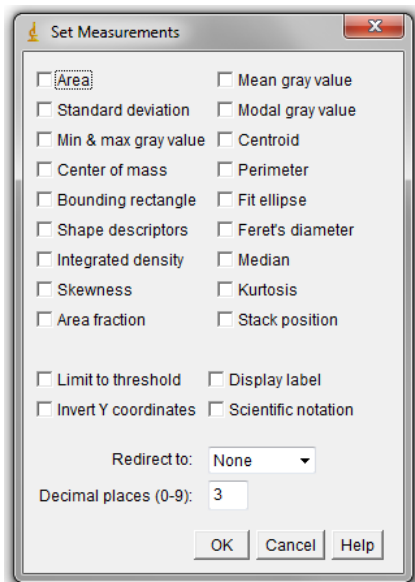 Set Measurements
Area Mean gray value
Standard deviation Modal gray value
Min & max gray value Centroid
Center of mass Perimeter
Bounding rectangle Fit ellipse
Shape descriptors Feret's diameter
Integrated density Median
Skewness Kurtosis
Area fraction Stack position
Limit to threshold Display label
Invert Y coordinates Scientific notation
Redirect to: None
Decimal places (0-9): 3
OK Cancel Help